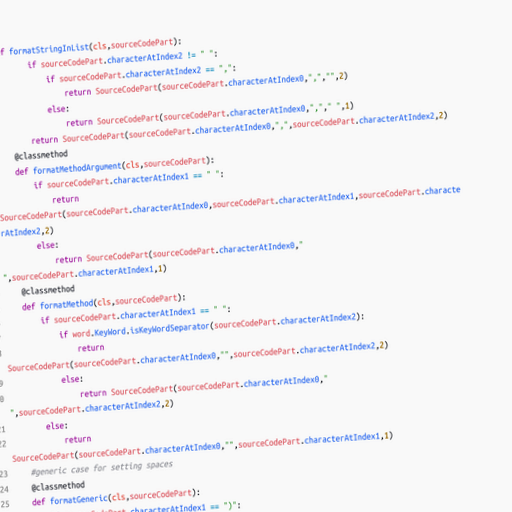 f formatStringInList(cls,sourceCodePart):
if sourceCodePart.characterAtIndex2 != " ":
if sourceCodePart.characterAtIndex2 == ",":
return SourceCodePart(sourceCodePart.characterAtIndex0,",","",2)
else:
return SourceCodePart(sourceCodePart.characterAtIndex0,","," ",1)
return SourceCodePart(sourceCodePart.characterAtIndex0,",",sourceCodePart.characterAtIndex2,2)
@classmethod
def formatMethodArgument(cls,sourceCodePart):
if sourceCodePart.characterAtIndex1 == " ":
return
SourceCodePart(sourceCodePart.characterAtIndex0,sourceCodePart.characterAtIndex1,sourceCodePart.characte
rAtIndex2,2)
else:
return SourceCodePart(sourceCodePart.characterAtIndex0,"
",sourceCodePart.characterAtIndex1,1)
@classmethod
def formatMethod(cls,sourceCodePart):
if sourceCodePart.characterAtIndex1 == " ":
if word.KeyWord.isKeyWordSeparator(sourceCodePart.characterAtIndex2):
return
SourceCodePart(sourceCodePart.characterAtIndex0,"",sourceCodePart.characterAtIndex2,2)
9 else:
0 return SourceCodePart(sourceCodePart.characterAtIndex0,"
",sourceCodePart.characterAtIndex2,2)
21 else:
22 return
SourceCodePart(sourceCodePart.characterAtIndex0,"",sourceCodePart.characterAtIndex1,1)
23 #generic case for setting spaces
24 @classmethod
25 def formatGeneric(cls,sourceCodePart):
Part.characterAtIndex1 == ")":